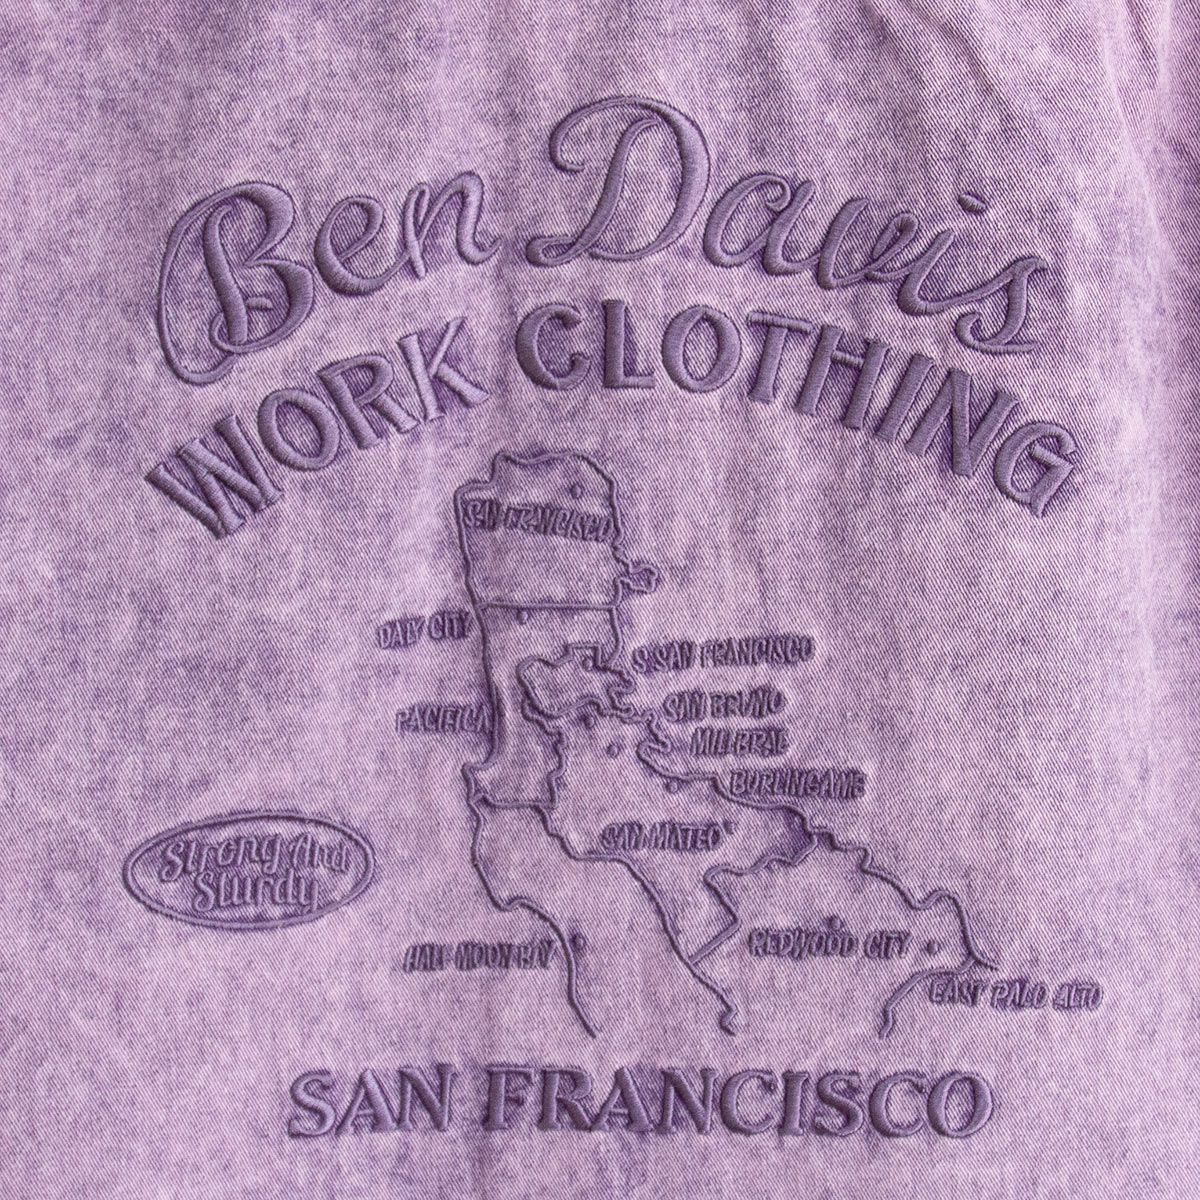 Ben Davis
WORK CLOTHING
SAN FRANCISCO
DALY CITY
S SAN FRANCISCO
PACIFICA
SAN BRUNO
MILLBRAE
BURLINGAME
SAN MATEO
Strong And
Sturdy
HALF MOON BAY
REDWOOD CITY
EAST PALO ALTO
SAN FRANCISCO